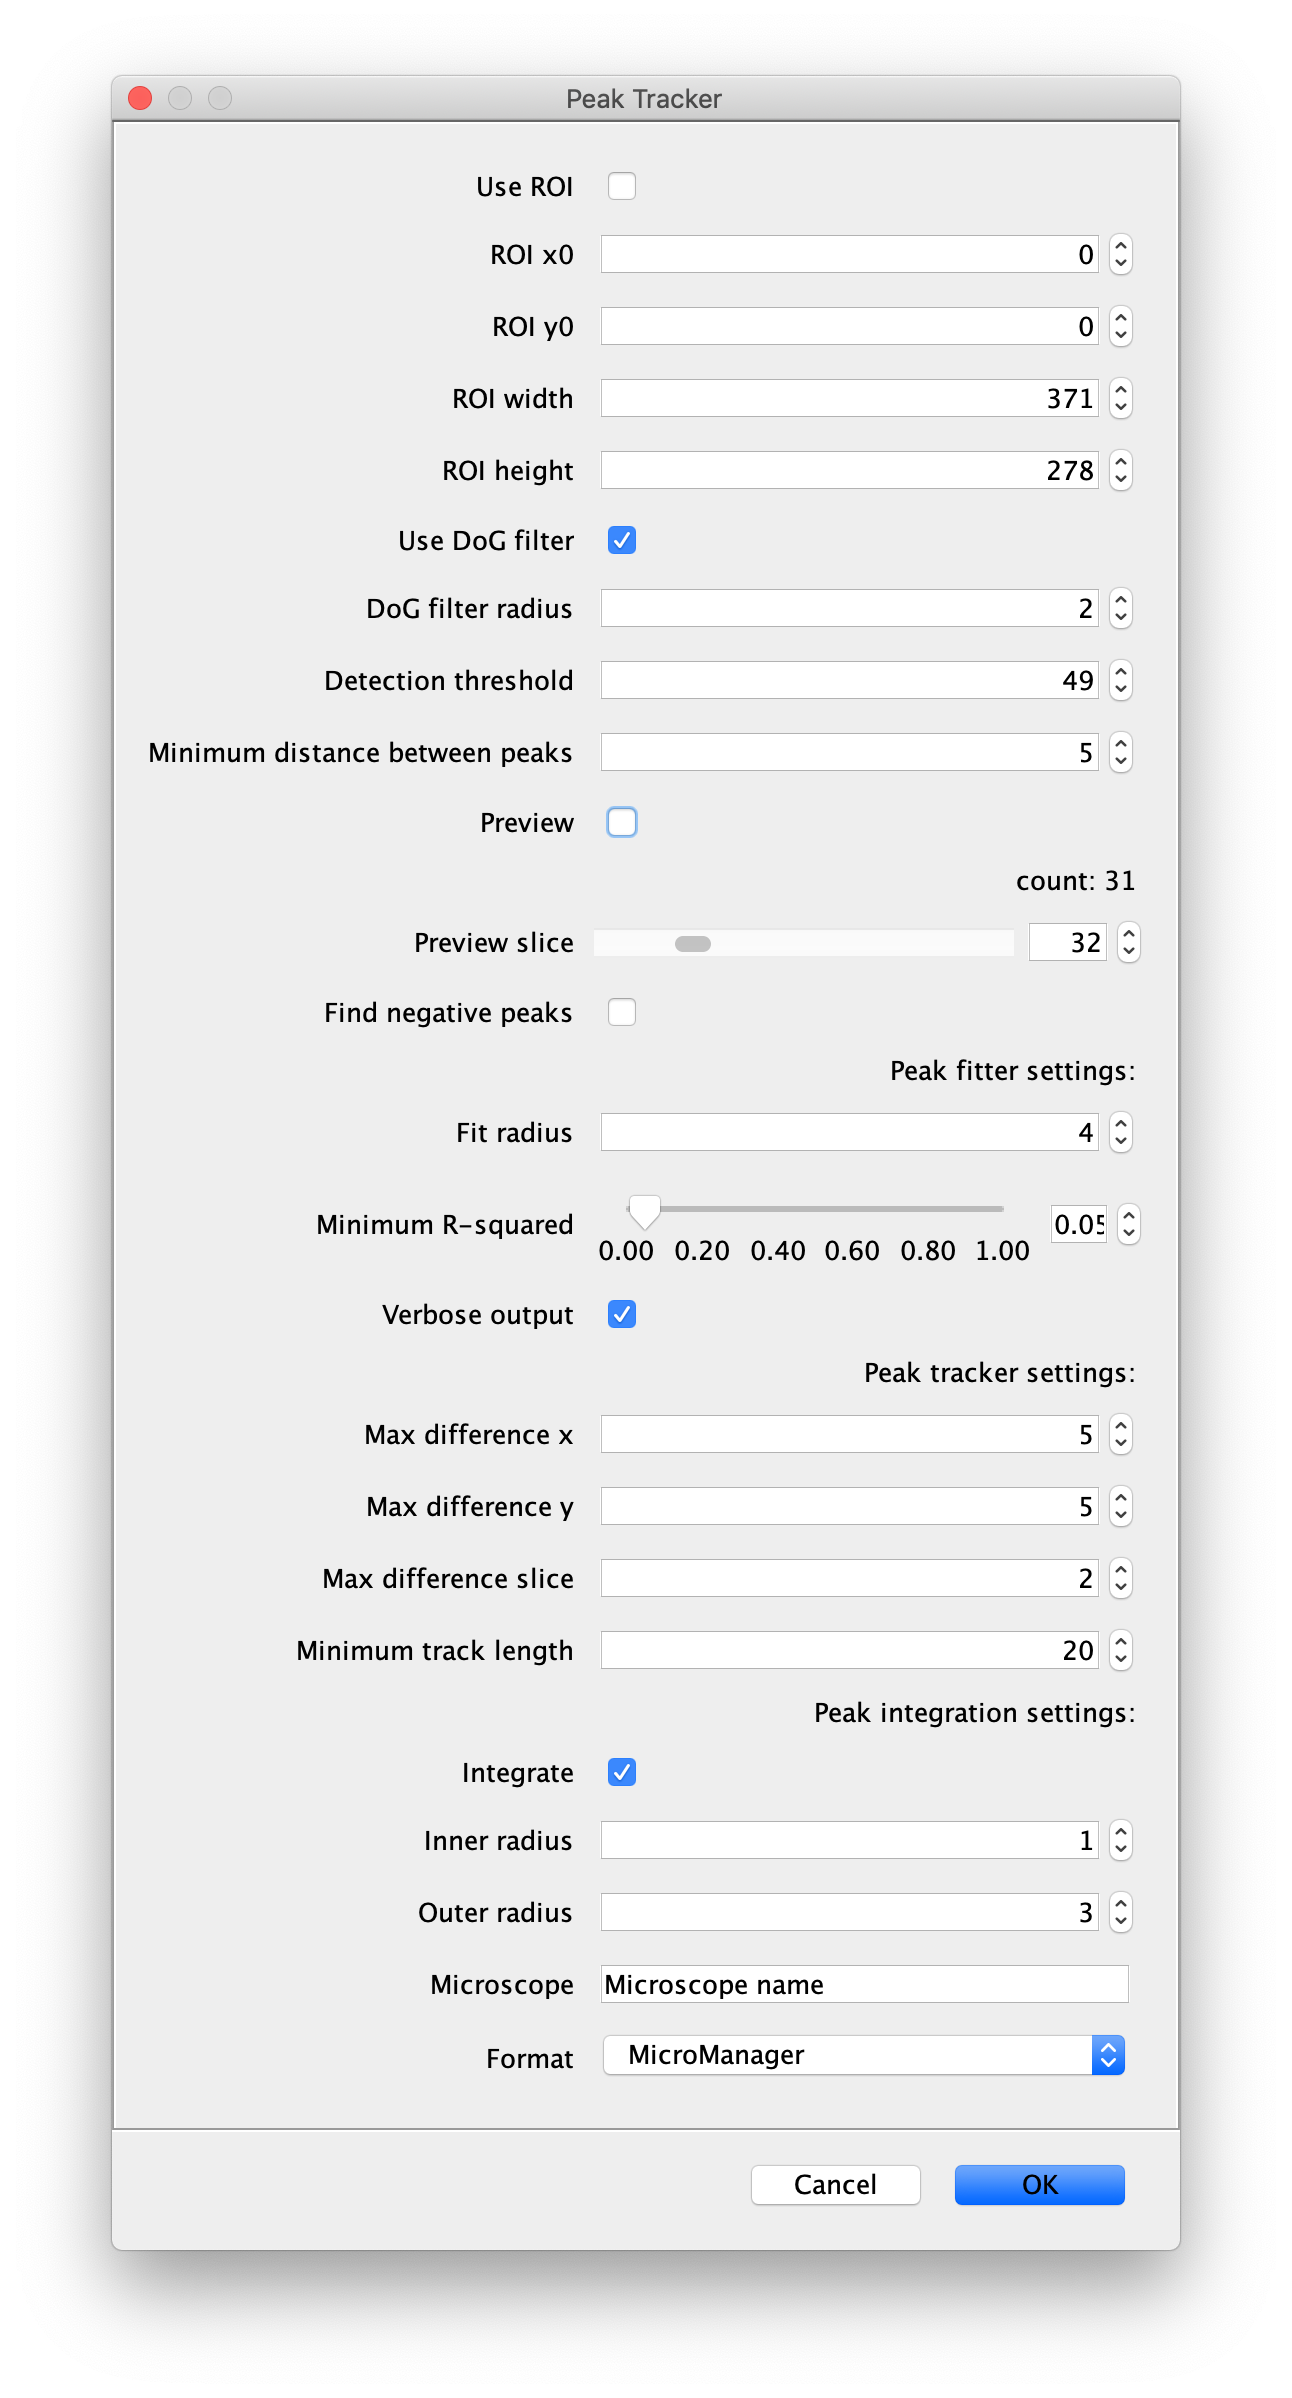 Peak Tracker
Use ROI
ROI x0 0
ROI y0 0
ROI width 371
ROI height 278
Use DoG filter
DoG filter radius 2
Detection threshold 49
Minimum distance between peaks 5
Preview
count: 31
Preview slice 32
Find negative peaks
Peak fitter settings:
Fit radius 4
Minimum R-squared 0.05
0.00 0.20 0.40 0.60 0.80 1.00
Verbose output
Peak tracker settings:
Max difference x 5
Max difference y 5
Max difference slice 2
Minimum track length 20
Peak integration settings:
Integrate
Inner radius 1
Outer radius 3
Microscope Microscope name
Format MicroManager
Cancel OK